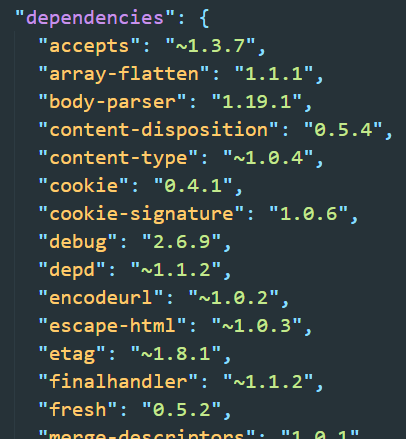 "dependencies": {
"accepts": "~1.3.7",
"array-flatten": "1.1.1",
"body-parser": "1.19.1",
"content-disposition": "0.5.4",
"content-type": "~1.0.4",
"cookie": "0.4.1",
"cookie-signature": "1.0.6",
"debug": "2.6.9",
"depd": "~1.1.2",
"encodeurl": "~1.0.2",
"escape-html": "~1.0.3",
"etag": "~1.8.1",
"finalhandler": "~1.1.2",
"fresh": "0.5.2",
"merge-descriptors": "1.0.1"